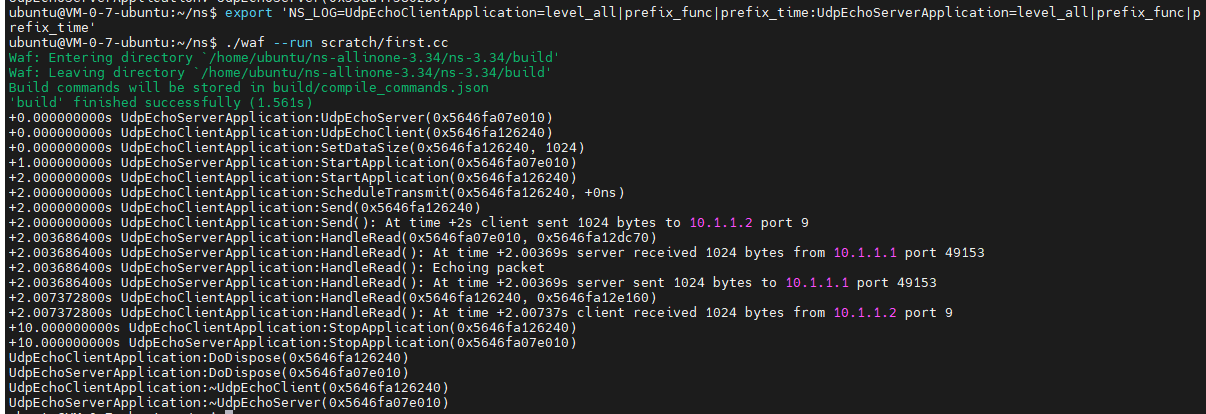 ubuntu@VM-0-7-ubuntu:~/ns$ export 'NS_LOG=UdpEchoClientApplication=level_all|prefix_func|prefix_time:UdpEchoServerApplication=level_all|prefix_func|p
refix_time'
ubuntu@VM-0-7-ubuntu:~/ns$ ./waf --run scratch/first.cc
Waf: Entering directory `/home/ubuntu/ns-allinone-3.34/ns-3.34/build'
Waf: Leaving directory `/home/ubuntu/ns-allinone-3.34/ns-3.34/build'
Build commands will be stored in build/compile_commands.json
'build' finished successfully (1.561s)
+0.000000000s UdpEchoServerApplication:UdpEchoServer(0x5646fa07e010)
+0.000000000s UdpEchoClientApplication:UdpEchoClient(0x5646fa126240)
+0.000000000s UdpEchoClientApplication:SetDataSize(0x5646fa126240, 1024)
+1.000000000s UdpEchoServerApplication:StartApplication(0x5646fa07e010)
+2.000000000s UdpEchoClientApplication:StartApplication(0x5646fa126240)
+2.000000000s UdpEchoClientApplication:ScheduleTransmit(0x5646fa126240, +0ns)
+2.000000000s UdpEchoClientApplication:Send(0x5646fa126240)
+2.000000000s UdpEchoClientApplication:Send(): At time +2s client sent 1024 bytes to 10.1.1.2 port 9
+2.003686400s UdpEchoServerApplication:HandleRead(0x5646fa07e010, 0x5646fa12dc70)
+2.003686400s UdpEchoServerApplication:HandleRead(): At time +2.00369s server received 1024 bytes from 10.1.1.1 port 49153
+2.003686400s UdpEchoServerApplication:HandleRead(): Echoing packet
+2.003686400s UdpEchoServerApplication:HandleRead(): At time +2.00369s server sent 1024 bytes to 10.1.1.1 port 49153
+2.007372800s UdpEchoClientApplication:HandleRead(0x5646fa126240, 0x5646fa12e160)
+2.007372800s UdpEchoClientApplication:HandleRead(): At time +2.00737s client received 1024 bytes from 10.1.1.2 port 9
+10.000000000s UdpEchoClientApplication:StopApplication(0x5646fa126240)
+10.000000000s UdpEchoServerApplication:StopApplication(0x5646fa07e010)
UdpEchoClientApplication:DoDispose(0x5646fa126240)
UdpEchoServerApplication:DoDispose(0x5646fa07e010)
UdpEchoClientApplication:~UdpEchoClient(0x5646fa126240)
UdpEchoServerApplication:~UdpEchoServer(0x5646fa07e010)